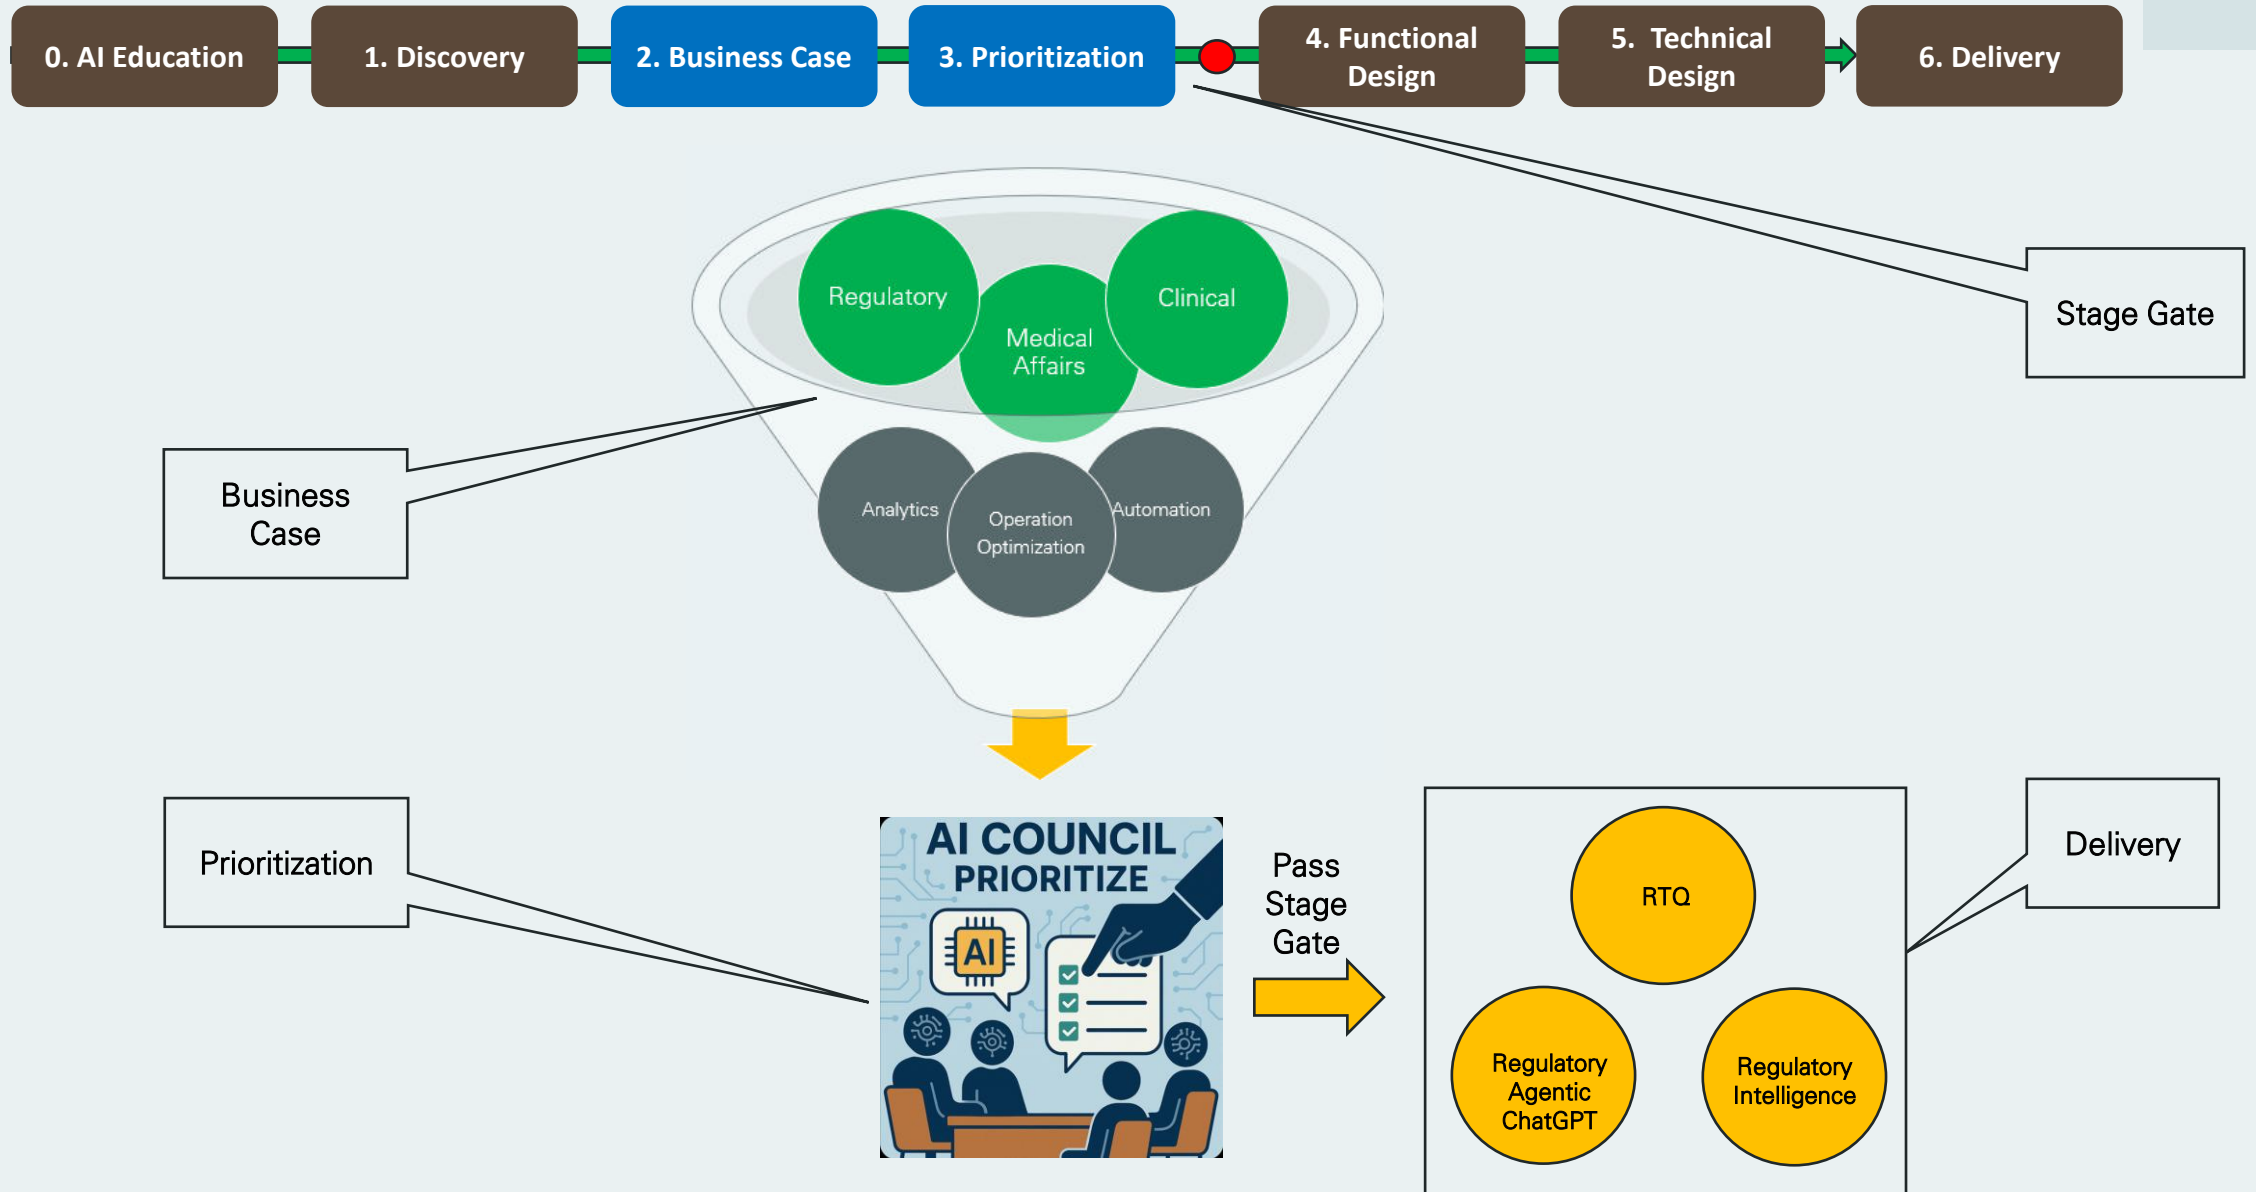 0. AI Education
1. Discovery
2. Business Case
3. Prioritization
4. Functional
Design
5. Technical
Design
6. Delivery
Regulatory
Medical
Affairs
Clinical
Stage Gate
Business
Case
Analytics
Operation
Optimization
Automation
Prioritization
AI COUNCIL
PRIORITIZE
AI
Pass
Stage
Gate
RTQ
Regulatory
Agentic
ChatGPT
Regulatory
Intelligence
Delivery